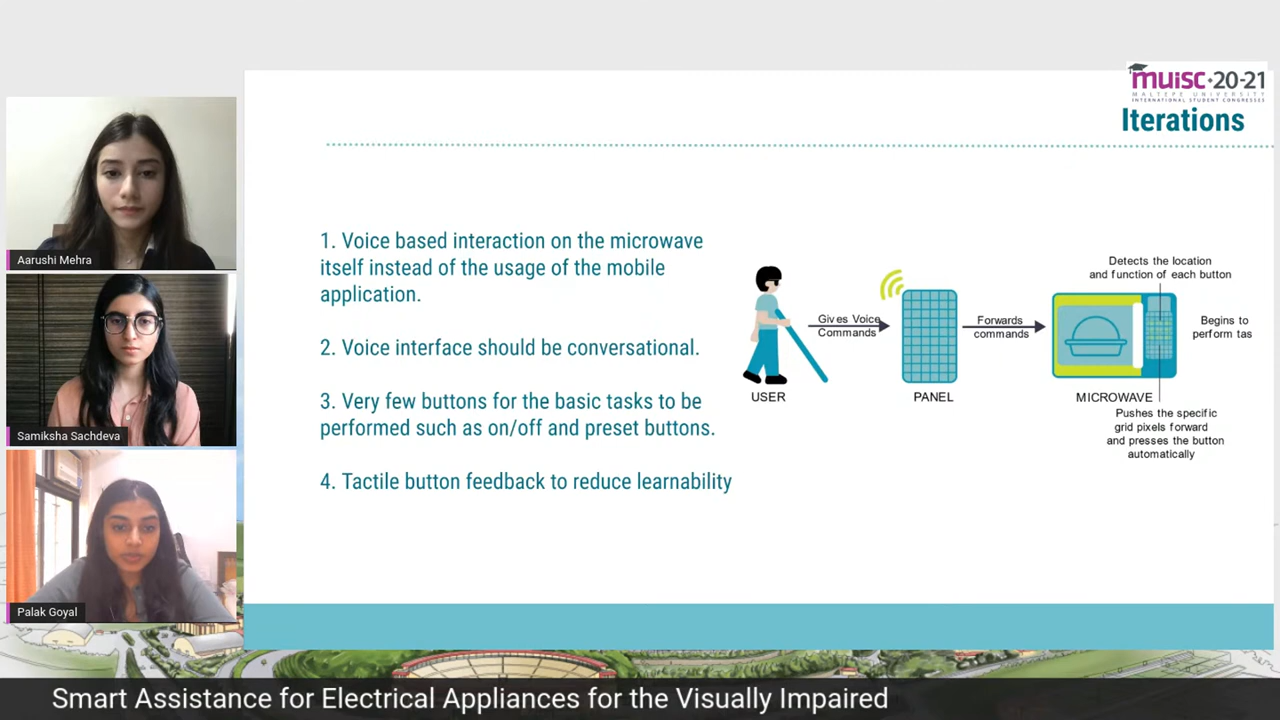 muisc·20-21
MALTEPE UNIVERSITY
INTERNATIONAL STUDENT CONGRESSES
Iterations
Aarushi Mehra
Samiksha Sachdeva
Palak Goyal
1. Voice based interaction on the microwave
itself instead of the usage of the mobile
application.
2. Voice interface should be conversational.
3. Very few buttons for the basic tasks to be
performed such as on/off and preset buttons.
4. Tactile button feedback to reduce learnability
USER
Gives Voice
Commands
PANEL
Forwards
commands
Detects the location
and function of each button
MICROWAVE
Pushes the specific
grid pixels forward
and presses the button
automatically
Begins to
perform tas
Smart Assistance for Electrical Appliances for the Visually Impaired